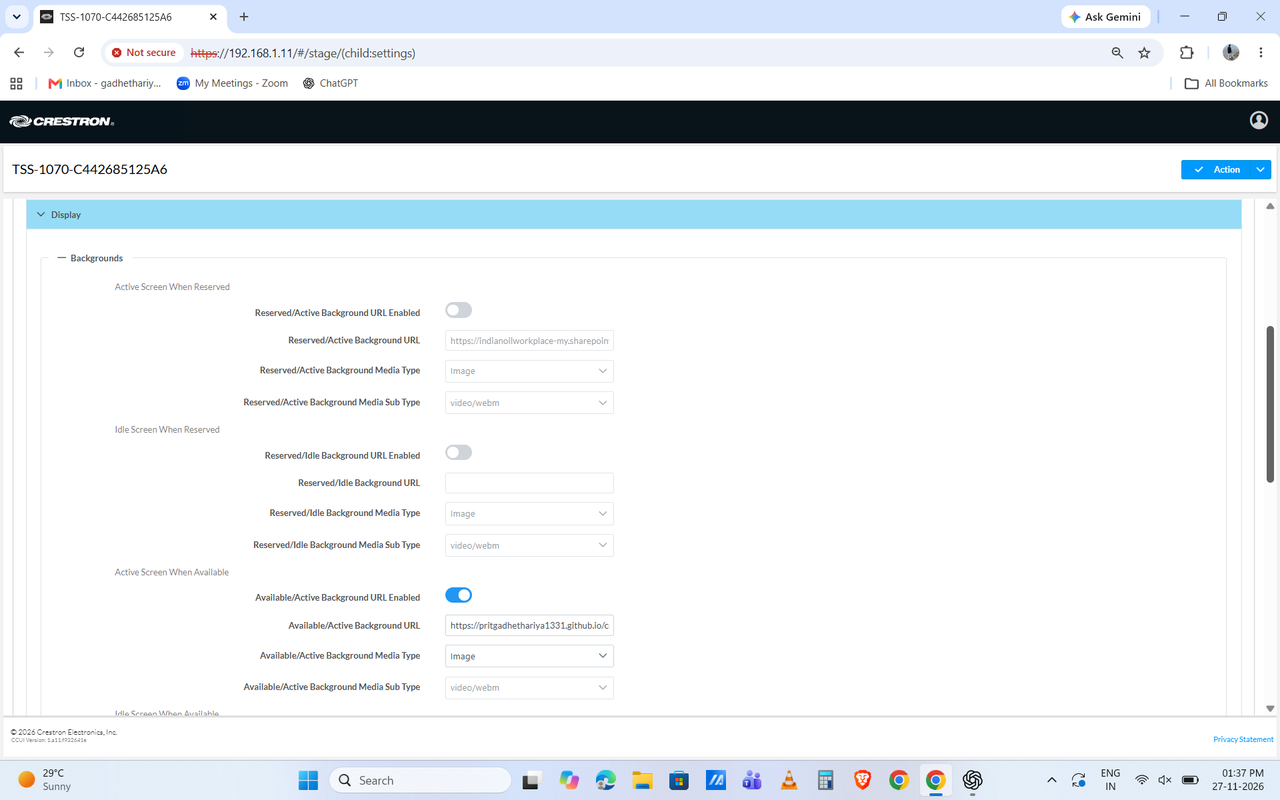 TSS-1070-C442685125A6
Ask Gemini
Not secure https://192.168.1.11/#/stage/(child:settings)
Inbox - gadhethariy... zm My Meetings - Zoom ChatGPT All Bookmarks
CRESTRON
TSS-1070-C442685125A6
Action
Display
Backgrounds
Active Screen When Reserved
Reserved/Active Background URL Enabled
Reserved/Active Background URL https://indianoilworkplace-my.sharepoin
Reserved/Active Background Media Type Image
Reserved/Active Background Media Sub Type video/webm
Idle Screen When Reserved
Reserved/Idle Background URL Enabled
Reserved/Idle Background URL
Reserved/Idle Background Media Type Image
Reserved/Idle Background Media Sub Type video/webm
Active Screen When Available
Available/Active Background URL Enabled
Available/Active Background URL https://pritgadhethariya1331.github.io/c
Available/Active Background Media Type Image
Available/Active Background Media Sub Type video/webm
Idle Screen When Available
© 2026 Crestron Electronics, Inc.
Privacy Statement
29°C
Sunny
Search
ENG
IN
01:37 PM
27-11-2026